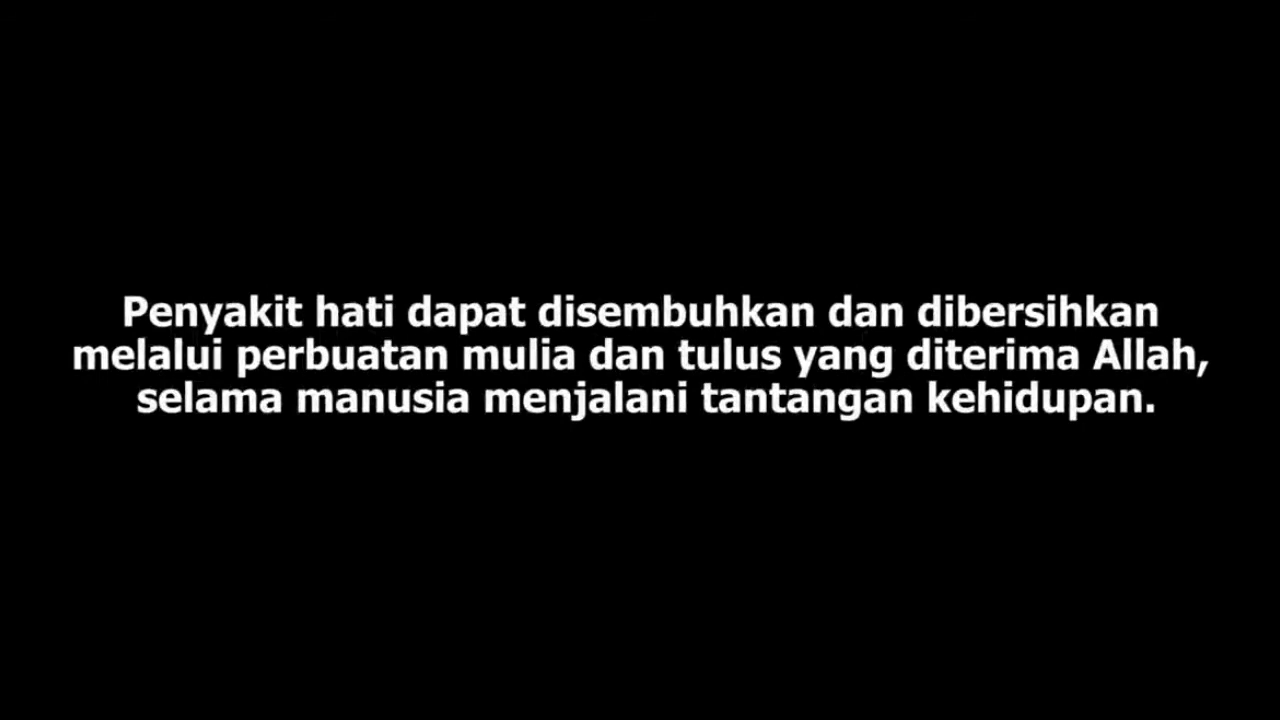 Penyakit hati dapat disembuhkan dan dibersihkan
melalui perbuatan mulia dan tulus yang diterima Allah,
selama manusia menjalani tantangan kehidupan.